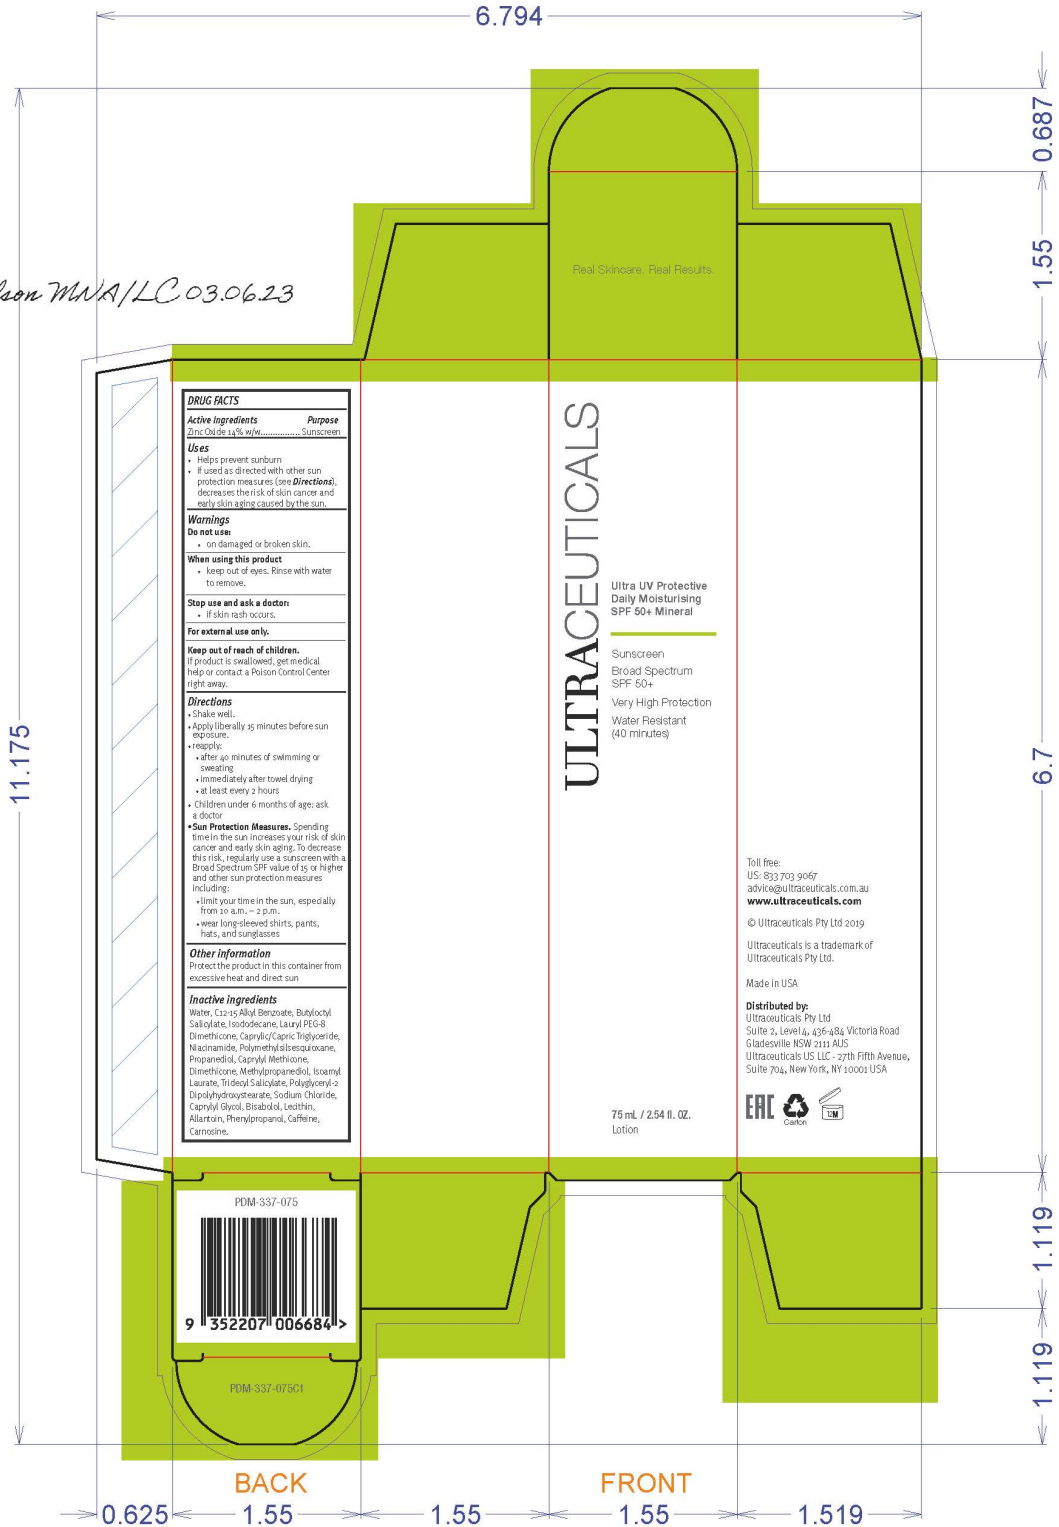 6.794
0.687
1.55
Real Skincare. Real Results.
MNA/LC 03.06.23
DRUG FACTS
Active Ingredients Purpose
Zinc Oxide 14% w/w................ Sunscreen
Uses
• Helps prevent sunburn
• If used as directed with other sun
protection measures (see Directions),
decreases the risk of skin cancer and
early skin aging caused by the sun.
Warnings
Do not use:
• on damaged or broken skin.
When using this product
• keep out of eyes. Rinse with water
to remove.
Stop use and ask a doctor:
• if skin rash occurs.
For external use only.
Keep out of reach of children.
If product is swallowed, get medical
help or contact a Poison Control Center
right away.
Directions
• Shake well.
• Apply liberally 15 minutes before sun
exposure.
• reapply:
• after 40 minutes of swimming or
sweating
• immediately after towel drying
• at least every 2 hours
• Children under 6 months of age: ask
a doctor
• Sun Protection Measures. Spending
time in the sun increases your risk of skin
cancer and early skin aging. To decrease
this risk, regularly use a sunscreen with a
Broad Spectrum SPF value of 15 or higher
and other sun protection measures
including:
• limit your time in the sun, especially
from 10 a.m. – 2 p.m.
• wear long-sleeved shirts, pants,
hats, and sunglasses
Other information
Protect the product in this container from
excessive heat and direct sun
Inactive ingredients
Water, C12-15 Alkyl Benzoate, Butyloctyl
Salicylate, Isododecane, Lauryl PEG-8
Dimethicone, Caprylic/Capric Triglyceride,
Niacinamide, Polymethylsilsesquioxane,
Propanediol, Caprylyl Methicone,
Dimethicone, Methylpropanediol, Isoamyl
Laurate, Tridecyl Salicylate, Polyglyceryl-2
Dipolyhydroxystearate, Sodium Chloride,
Caprylyl Glycol, Bisabolol, Lecithin,
Allantoin, Phenylpropanol, Caffeine,
Carnosine.
ULTRACEUTICALS
Ultra UV Protective
Daily Moisturising
SPF 50+ Mineral
Sunscreen
Broad Spectrum
SPF 50+
Very High Protection
Water Resistant
(40 minutes)
75 mL / 2.54 fl. OZ.
Lotion
Toll free:
US: 833 703 9067
advice@ultraceuticals.com.au
www.ultraceuticals.com
© Ultraceuticals Pty Ltd 2019
Ultraceuticals is a trademark of
Ultraceuticals Pty Ltd.
Made in USA
Distributed by:
Ultraceuticals Pty Ltd
Suite 2, Level 4, 436-484 Victoria Road
Gladesville NSW 2111 AUS
Ultraceuticals US LLC - 27th Fifth Avenue,
Suite 704, New York, NY 10001 USA
EAC
Carton
12M
11.175
6.7
1.119
1.119
PDM-337-075
9 352207 006684 >
PDM-337-075C1
BACK
FRONT
0.625
1.55
1.55
1.55
1.519